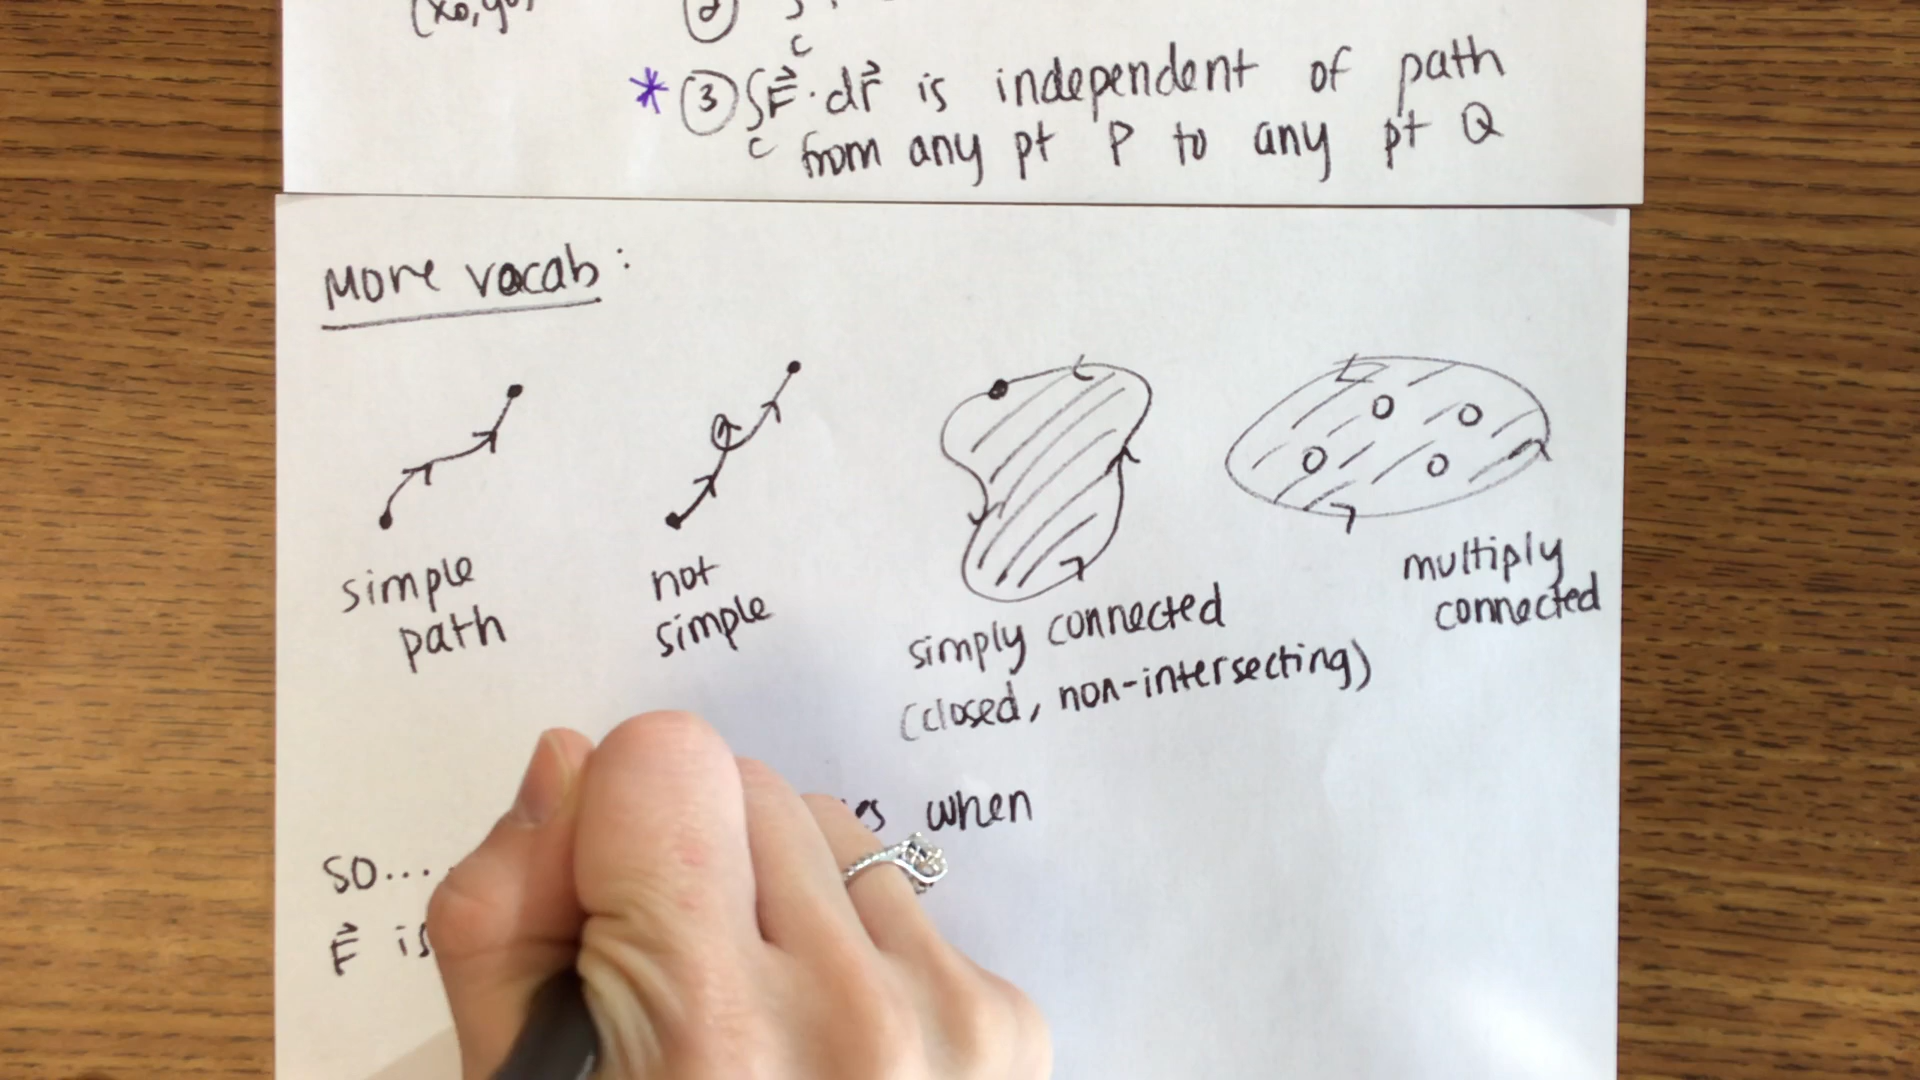 (x₀,y₀)
② ∫
c
* ③ ∫F⃗·dr⃗ is independent of path
c from any pt P to any pt Q
More vocab:
simple
path
not
simple
simply connected
(closed, non-intersecting)
multiply
connected
when
SO...
F⃗ is